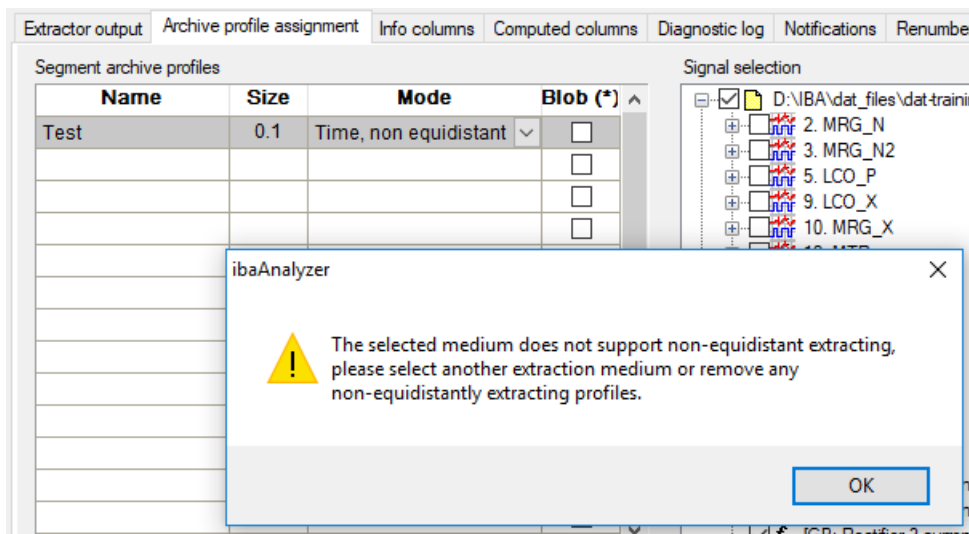 Extractor output Archive profile assignment Info columns Computed columns Diagnostic log Notifications Renumbe
Segment archive profiles
Signal selection
Name Size Mode Blob (*)
Test 0.1 Time, non equidistant
D:\IBA\dat_files\dat-traini
2. MRG_N
3. MRG_N2
5. LCO_P
9. LCO_X
10. MRG_X
ibaAnalyzer
The selected medium does not support non-equidistant extracting,
please select another extraction medium or remove any
non-equidistantly extracting profiles.
OK